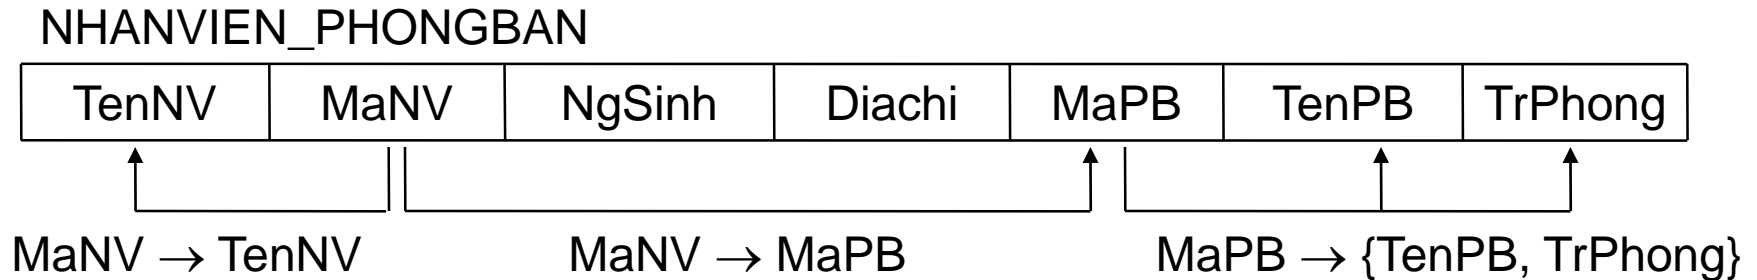 NHANVIEN_PHONGBAN
TenNV MaNV NgSinh Diachi MaPB TenPB TrPhong
MaNV → TenNV MaNV → MaPB MaPB → {TenPB, TrPhong}